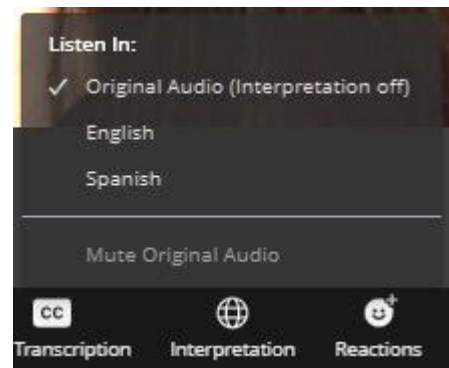 Listen In:
✓ Original Audio (Interpretation off)
English
Spanish
Mute Original Audio
CC
Transcription Interpretation Reactions